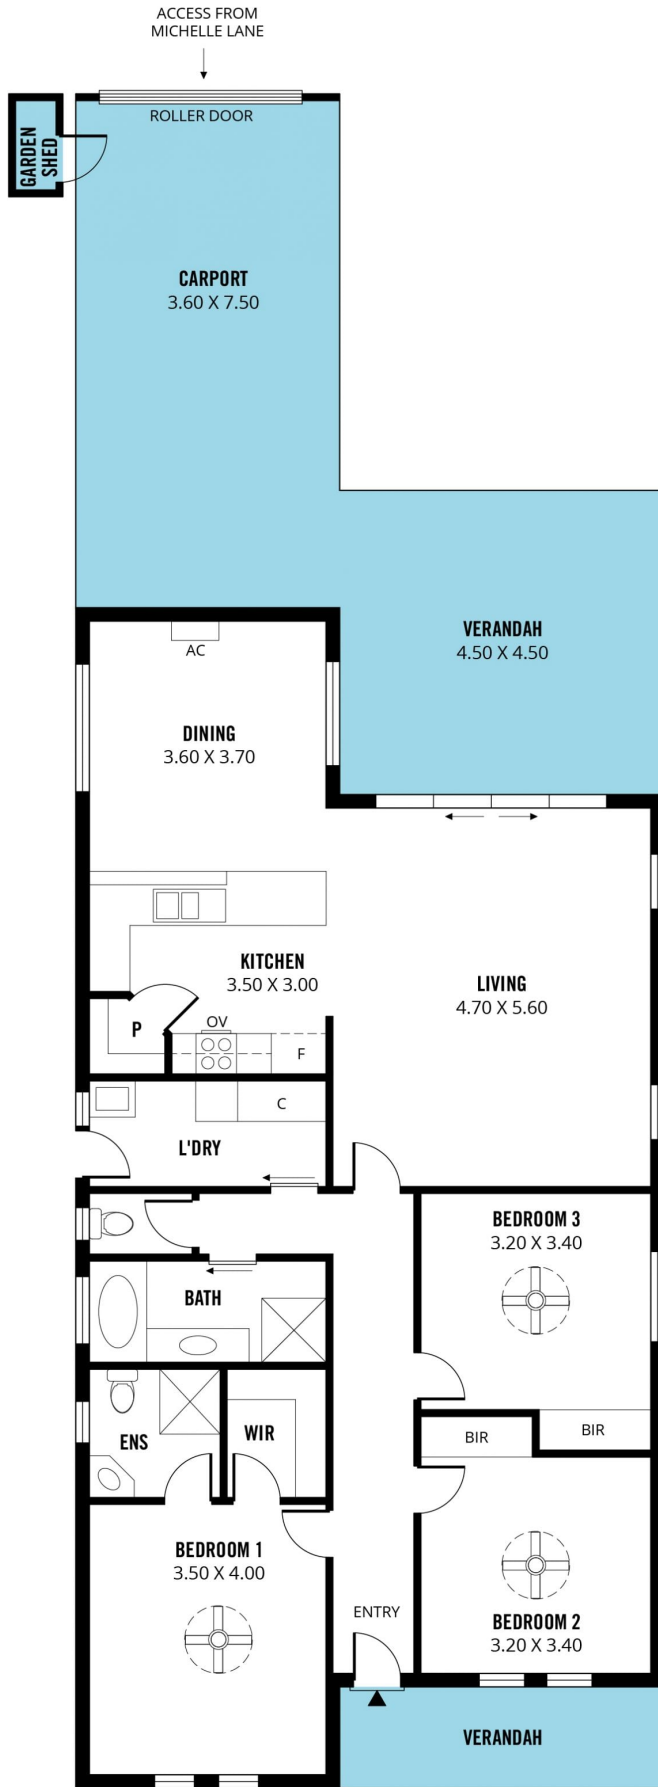 ACCESS FROM
MICHELLE LANE
ROLLER DOOR
GARDEN
SHED
CARPORT
3.60 X 7.50
VERANDAH
4.50 X 4.50
AC
DINING
3.60 X 3.70
KITCHEN
3.50 X 3.00
LIVING
4.70 X 5.60
P
OV
F
C
L'DRY
BEDROOM 3
3.20 X 3.40
BATH
ENS
WIR
BIR
BIR
BEDROOM 1
3.50 X 4.00
ENTRY
BEDROOM 2
3.20 X 3.40
VERANDAH